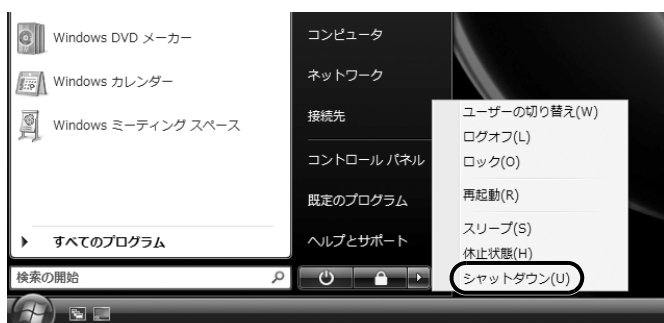 Windows DVD メーカー
Windows カレンダー
Windows ミーティング スペース
すべてのプログラム
検索の開始
コンピュータ
ネットワーク
接続先
コントロール パネル
既定のプログラム
ヘルプとサポート
ユーザーの切り替え(W)
ログオフ(L)
ロック(O)
再起動(R)
スリープ(S)
休止状態(H)
シャットダウン(U)